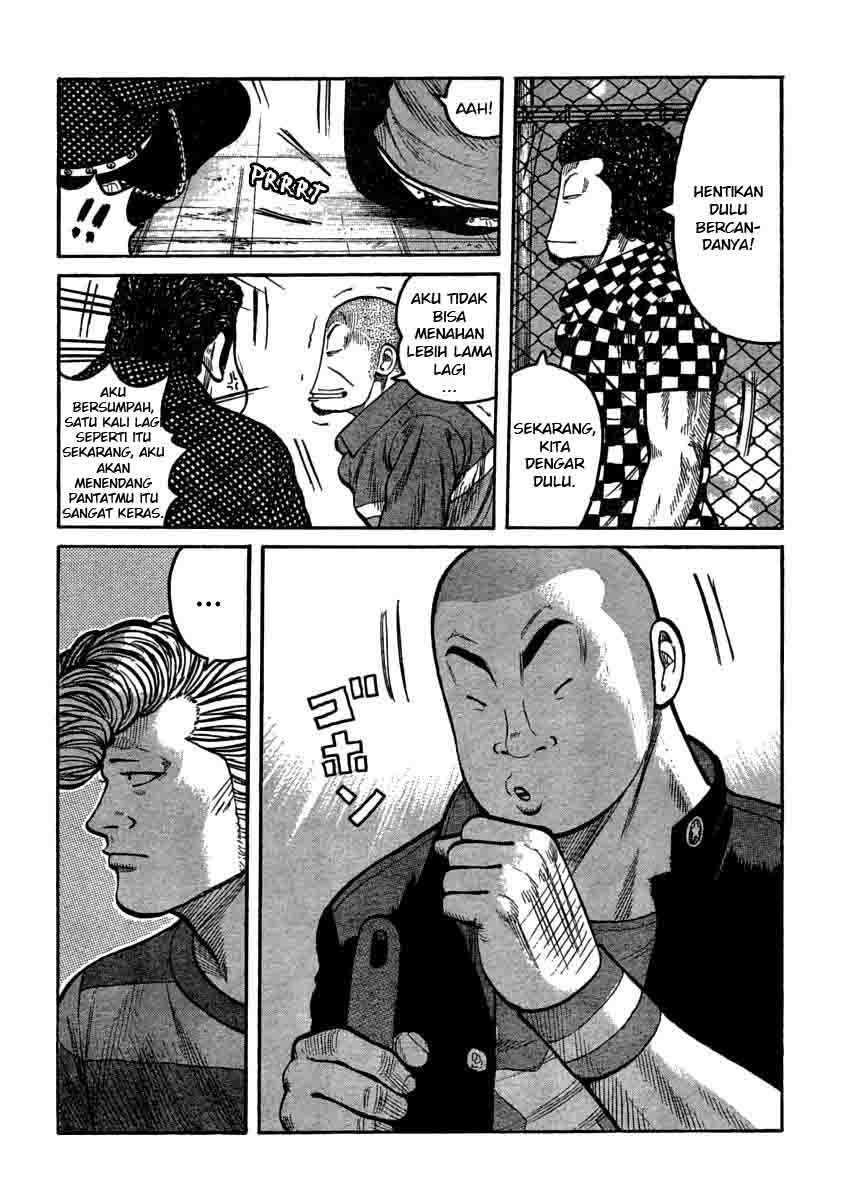 HENTIKAN
DULU
BERCAN-
DANYA!
SEKARANG,
KITA
DENGAR
DULU.
AAH!
PRRRT
!!
AKU TIDAK
BISA
MENAHAN
LEBIH LAMA
LAGI
...
AKU
BERSUMPAH,
SATU KALI LAGI
SEPERTI ITU
SEKARANG, AKU
AKAN
MENENDANG
PANTATMU ITU
SANGAT KERAS.
ゴホン
...